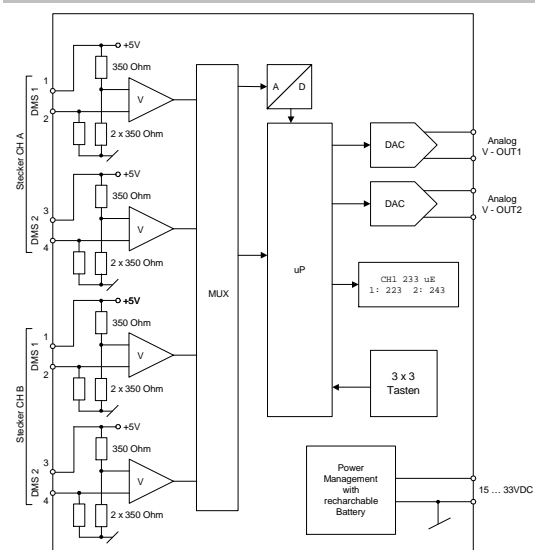 Stecker CH A
DMS 1
1
2
+5V
350 Ohm
V
2 x 350 Ohm
DMS 2
3
4
+5V
350 Ohm
V
2 x 350 Ohm
Stecker CH B
DMS 1
1
2
+5V
350 Ohm
V
2 x 350 Ohm
DMS 2
3
4
+5V
350 Ohm
V
2 x 350 Ohm
MUX
A
D
uP
DAC
Analog
V - OUT1
DAC
Analog
V - OUT2
CH1 233 uE
1: 223 2: 243
3 x 3
Tasten
Power
Management
with
recharchable
Battery
15 ... 33VDC